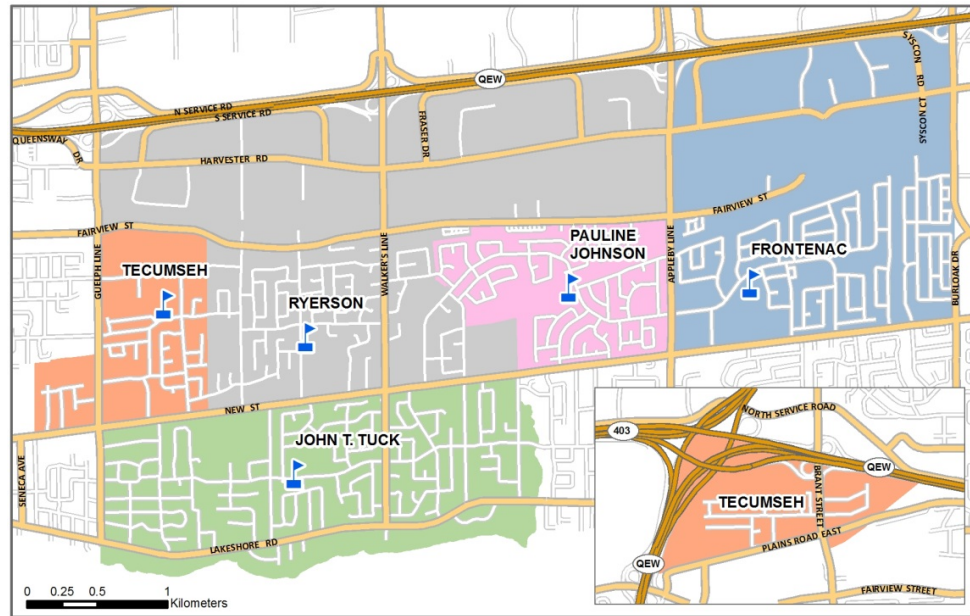 SYSCON RD
QEW
N SERVICE RD
S SERVICE RD
FRASER DR
SYSCON CT
QUEENSWAY DR
HARVESTER RD
FAIRVIEW ST
FAIRVIEW ST
GUELPH LINE
WALKER'S LINE
APPLEBY LINE
BURLOAK DR
TECUMSEH
RYERSON
PAULINE
JOHNSON
FRONTENAC
NEW ST
JOHN T. TUCK
SENECA AVE
LAKESHORE RD
0 0.25 0.5 1
Kilometers
NORTH SERVICE ROAD
403
QEW
TECUMSEH
BRANT STREET
PLAINS ROAD EAST
QEW
FAIRVIEW STREET